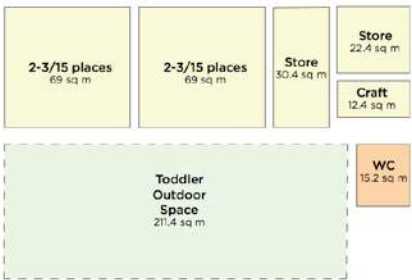 2-3/15 places
69 sq m
2-3/15 places
69 sq m
Store
30.4 sq m
Store
22.4 sq m
Craft
12.4 sq m
Toddler
Outdoor
Space
211.4 sq m
WC
15.2 sq m